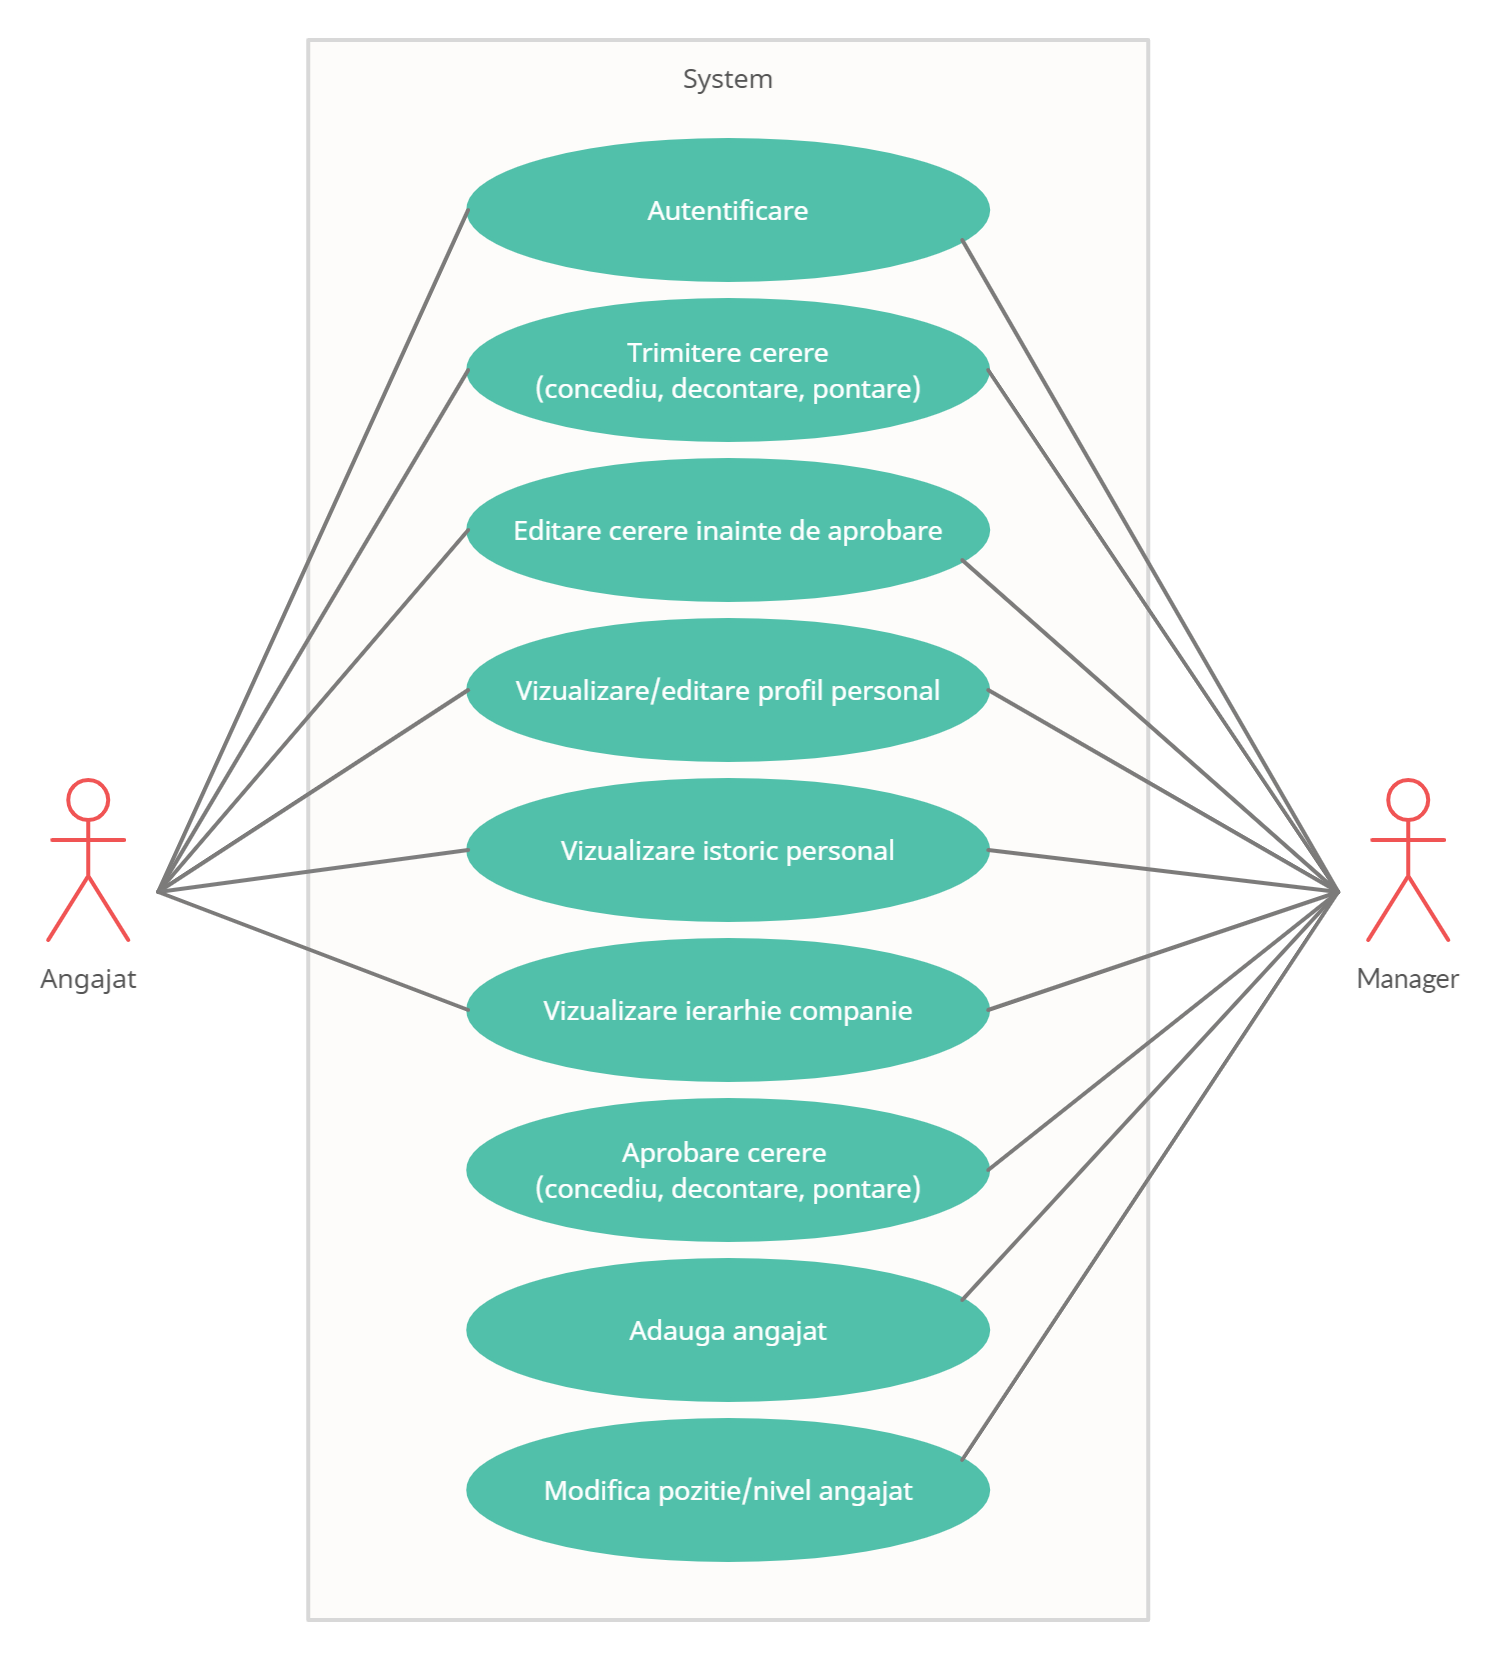 System
Autentificare
Trimitere cerere
(concediu, decontare, pontare)
Editare cerere inainte de aprobare
Vizualizare/editare profil personal
Vizualizare istoric personal
Angajat
Manager
Vizualizare ierarhie companie
Aprobare cerere
(concediu, decontare, pontare)
Adauga angajat
Modifica pozitie/nivel angajat